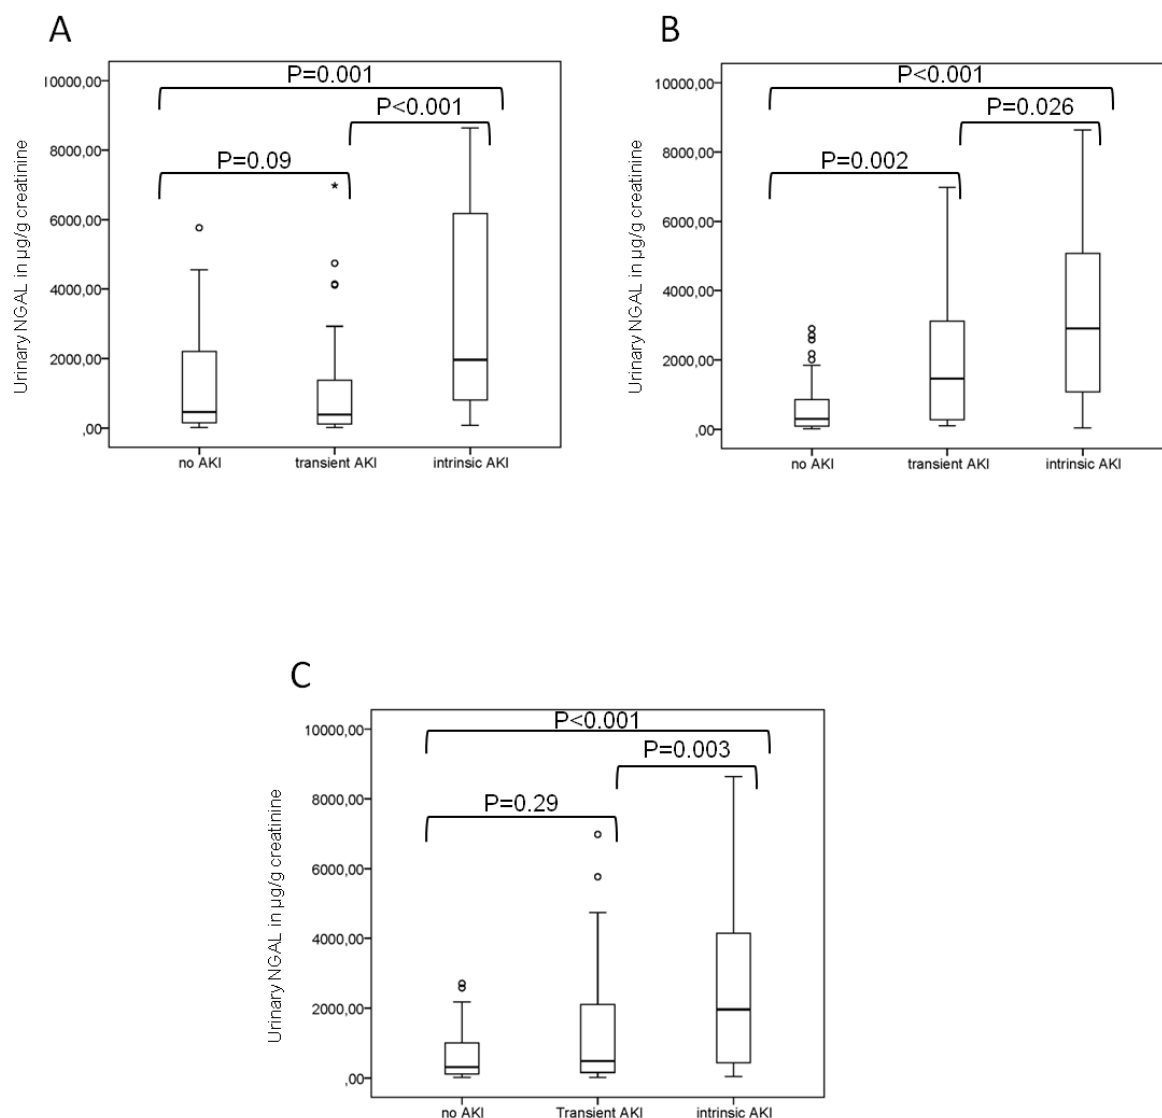 A
P=0.001
P<0.001
P=0.09
Urinary NGAL in µg/g creatinine
10000,00
8000,00
6000,00
4000,00
2000,00
,00
no AKI
transient AKI
intrinsic AKI
B
P<0.001
P=0.026
P=0.002
Urinary NGAL in µg/g creatinine
10000,00
8000,00
6000,00
4000,00
2000,00
,00
no AKI
transient AKI
intrinsic AKI
C
P<0.001
P=0.003
P=0.29
Urinary NGAL in µg/g creatinine
10000,00
8000,00
6000,00
4000,00
2000,00
,00
no AKI
Transient AKI
intrinsic AKI